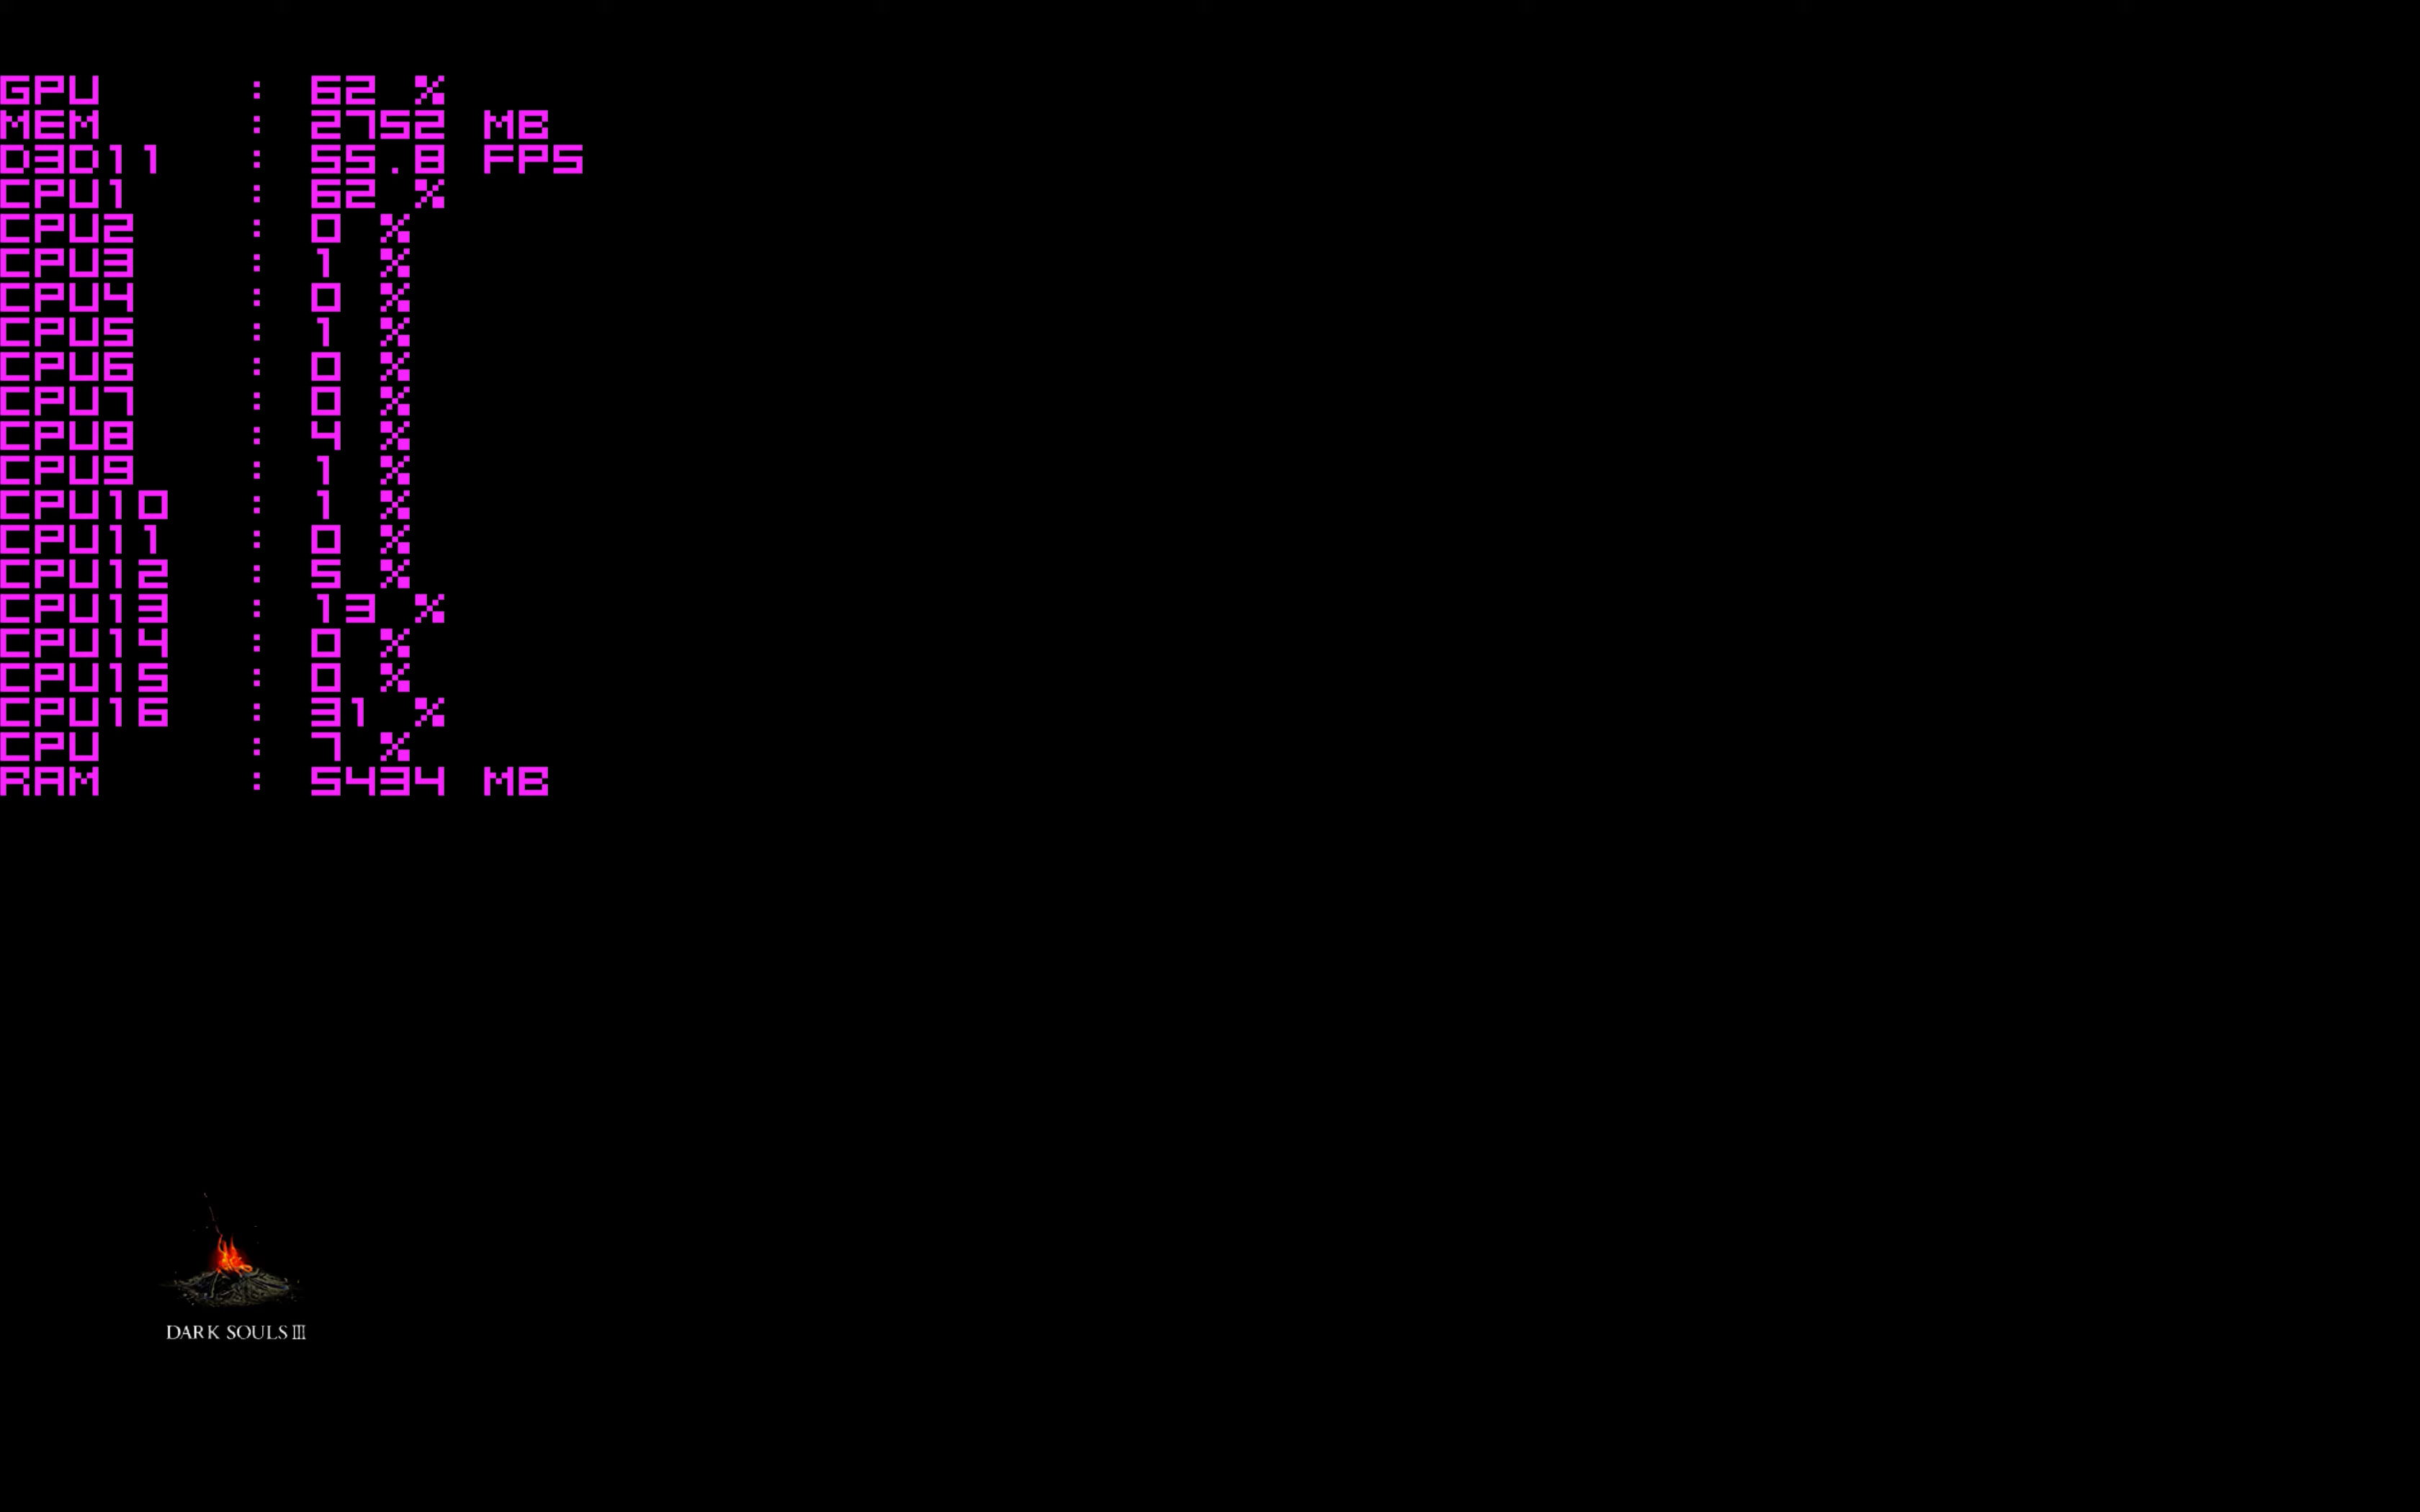 GPU : 62 %
MEM : 2752 MB
D3D11 : 55.8 FPS
CPU1 : 62 %
CPU2 : 0 %
CPU3 : 1 %
CPU4 : 0 %
CPU5 : 1 %
CPU6 : 0 %
CPU7 : 0 %
CPU8 : 4 %
CPU9 : 1 %
CPU10 : 1 %
CPU11 : 0 %
CPU12 : 5 %
CPU13 : 13 %
CPU14 : 0 %
CPU15 : 0 %
CPU16 : 31 %
CPU : 7 %
RAM : 5434 MB
DARK SOULS III